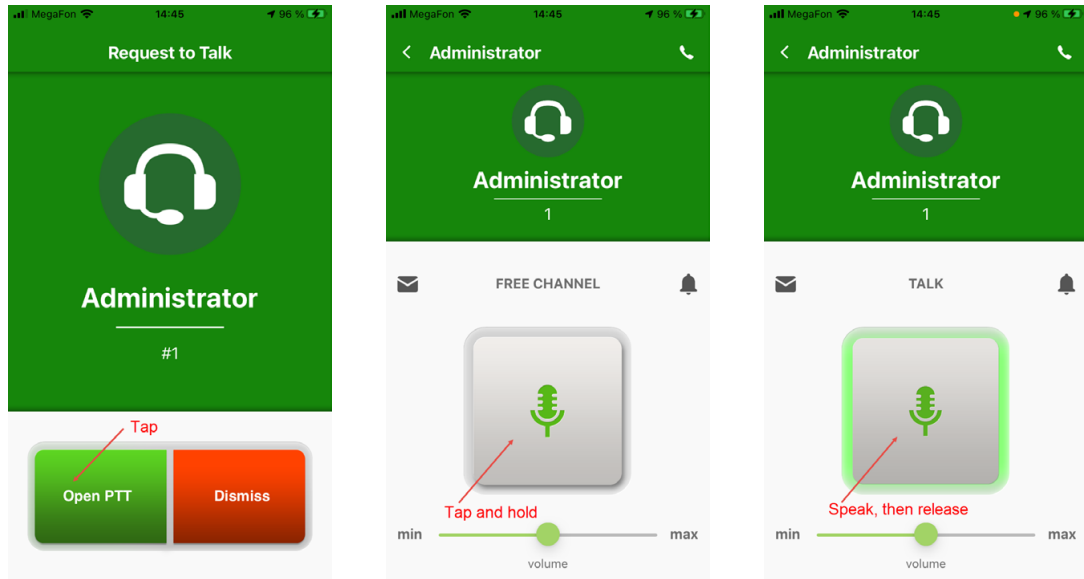 MegaFon 14:45 96 %
Request to Talk
Administrator
#1
Tap
Open PTT Dismiss
MegaFon 14:45 96 %
Administrator
Administrator
1
FREE CHANNEL
Tap and hold
min max
volume
MegaFon 14:45 96 %
Administrator
Administrator
1
TALK
Speak, then release
min max
volume